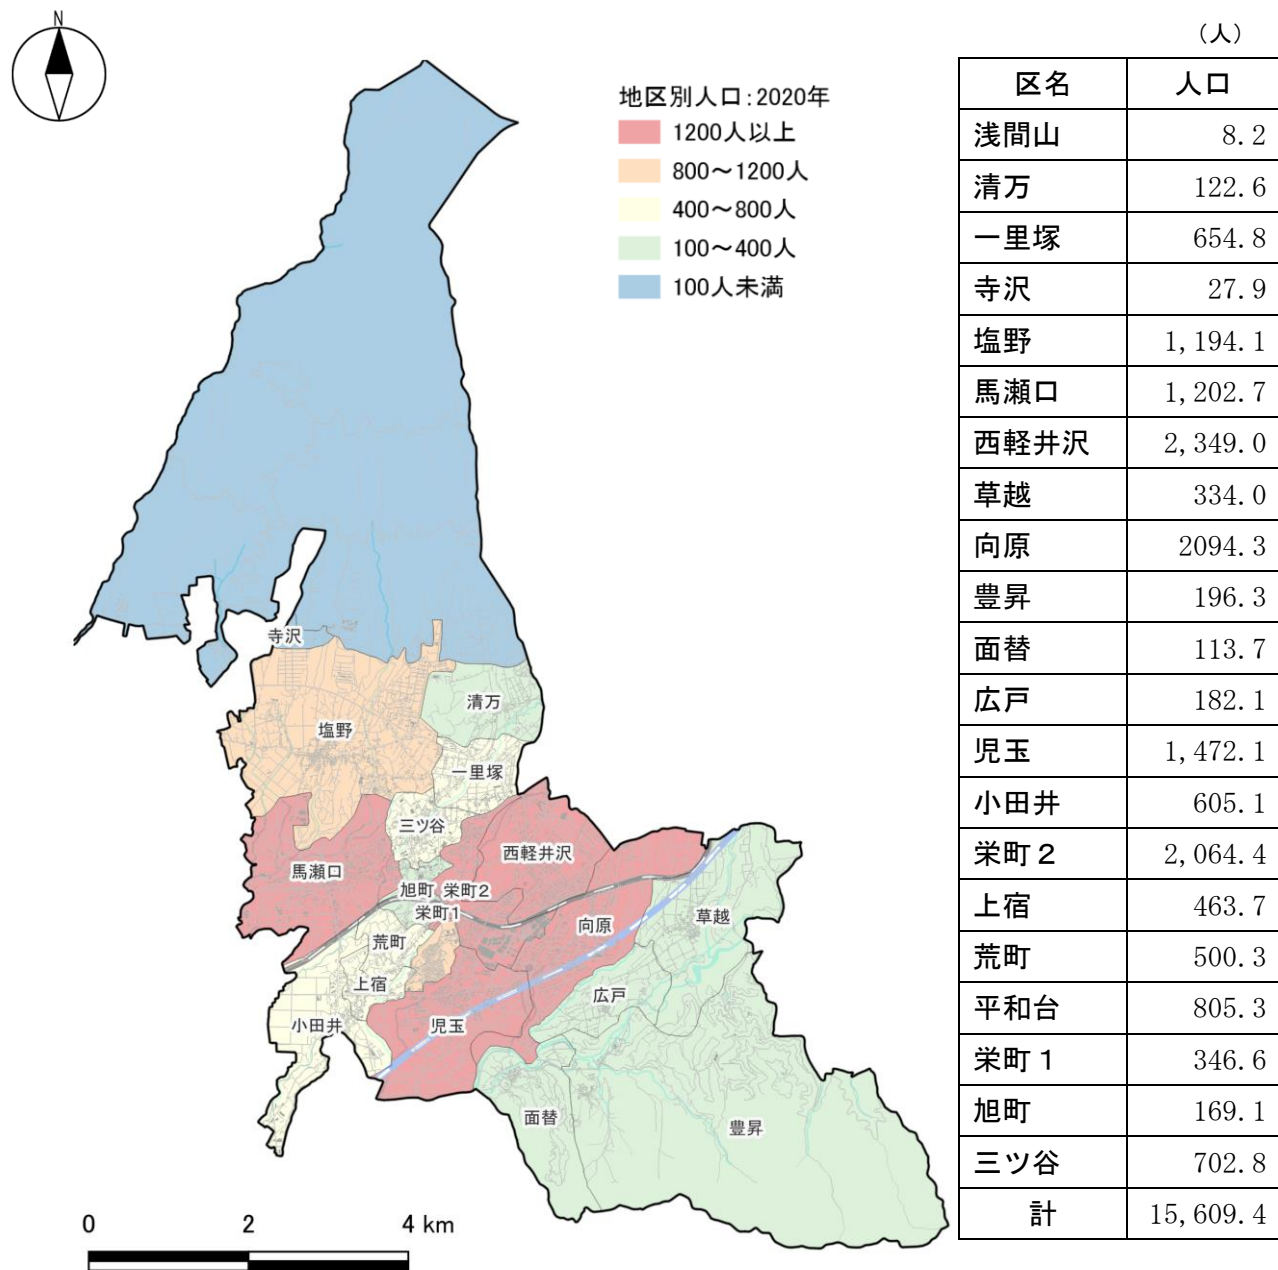 N
地区別人口:2020年
1200人以上
800～1200人
400～800人
100～400人
100人未満
寺沢
清万
塩野
一里塚
三ツ谷
西軽井沢
馬瀬口
旭町 栄町2
栄町1
草越
向原
荒町
上宿
広戸
小田井
児玉
面替
豊昇
0 2 4 km
（人）
区名 人口
浅間山 8.2
清万 122.6
一里塚 654.8
寺沢 27.9
塩野 1,194.1
馬瀬口 1,202.7
西軽井沢 2,349.0
草越 334.0
向原 2094.3
豊昇 196.3
面替 113.7
広戸 182.1
児玉 1,472.1
小田井 605.1
栄町２ 2,064.4
上宿 463.7
荒町 500.3
平和台 805.3
栄町１ 346.6
旭町 169.1
三ツ谷 702.8
計 15,609.4